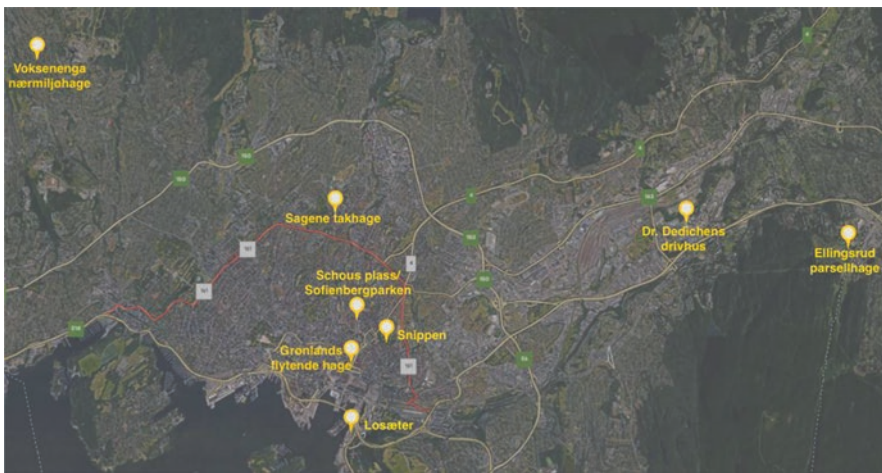 Voksenenga
nærmiljøhage
Sagene takhage
Dr. Dedichens
drivhus
Ellingsrud
parsellhage
Schous plass/
Sofienbergparken
Snippen
Grønlands
flytende hage
Losæter